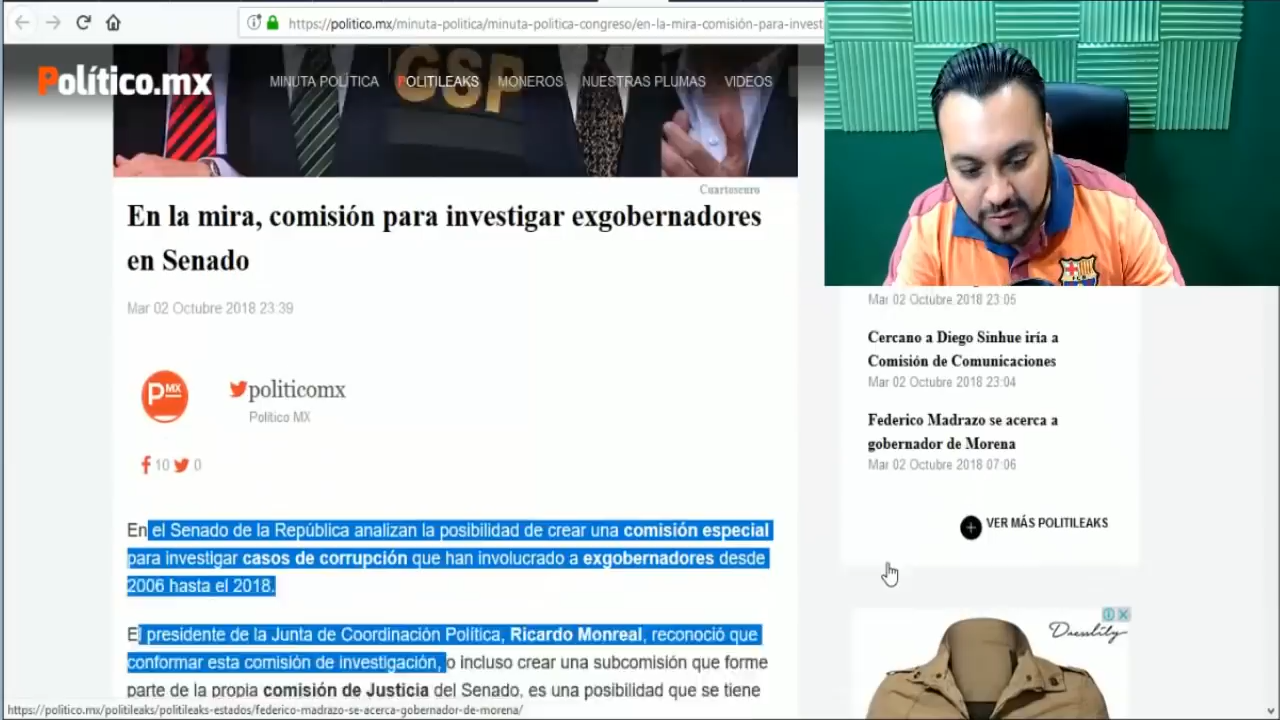 https://politico.mx/minuta-politica/minuta-politica-congreso/en-la-mira-comisión-para-invest
Político.mx
MINUTA POLÍTICA POLITILEAKS MONEROS NUESTRAS PLUMAS VIDEOS
GSP
Cuartoscuro
En la mira, comisión para investigar exgobernadores
en Senado
Mar 02 Octubre 2018 23:39
PMX
politicomx
Político MX
10 0
En el Senado de la República analizan la posibilidad de crear una comisión especial
para investigar casos de corrupción que han involucrado a exgobernadores desde
2006 hasta el 2018.
El presidente de la Junta de Coordinación Política, Ricardo Monreal, reconoció que
conformar esta comisión de investigación, o incluso crear una subcomisión que forme
parte de la propia comisión de Justicia del Senado, es una posibilidad que se tiene
Mar 02 Octubre 2018 23:05
Cercano a Diego Sinhue iría a
Comisión de Comunicaciones
Mar 02 Octubre 2018 23:04
Federico Madrazo se acerca a
gobernador de Morena
Mar 02 Octubre 2018 07:06
VER MÁS POLITILEAKS
Dresslily
https://politico.mx/politileaks/politileaks-estados/federico-madrazo-se-acerca-gobernador-de-morena/